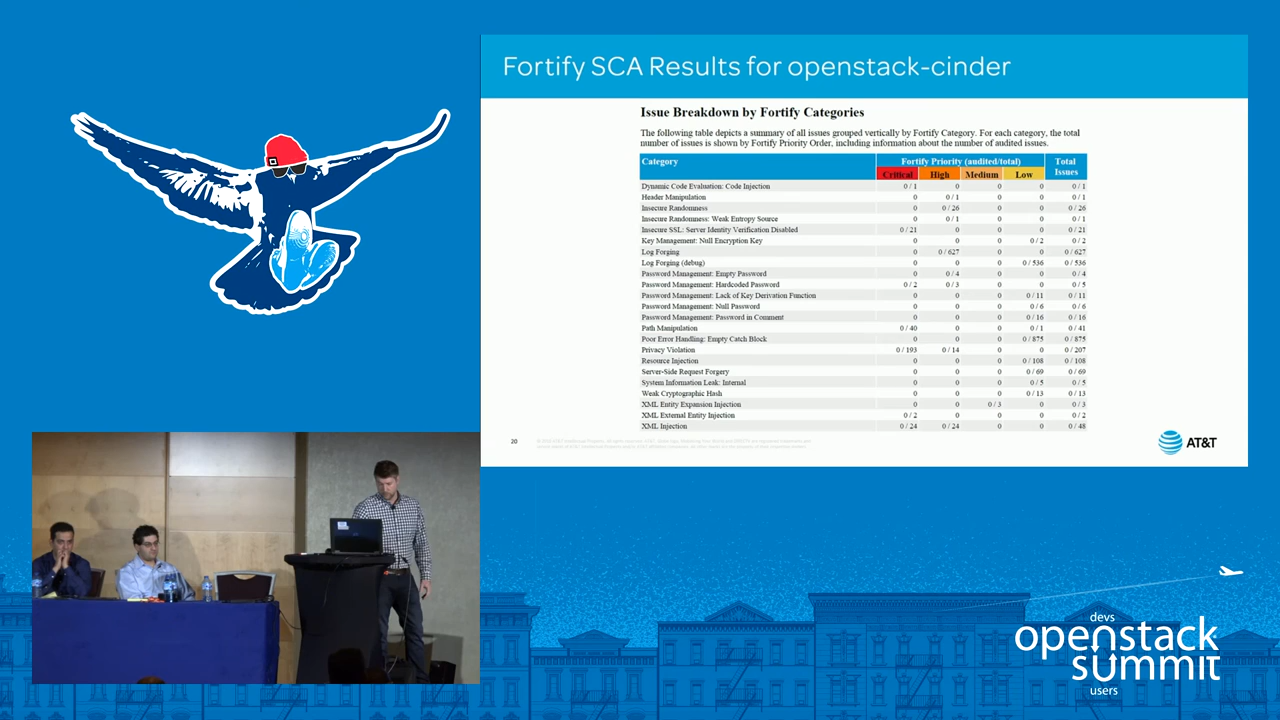 Fortify SCA Results for openstack-cinder
Issue Breakdown by Fortify Categories
The following table depicts a summary of all issues grouped vertically by Fortify Category. For each category, the total
number of issues is shown by Fortify Priority Order, including information about the number of audited issues.
Category Fortify Priority (audited/total) Total Issues
Critical High Medium Low
Dynamic Code Evaluation: Code Injection 0 / 1 0 0 0 0 / 1
Header Manipulation 0 0 / 1 0 0 0 / 1
Insecure Randomness 0 0 / 26 0 0 0 / 26
Insecure Randomness: Weak Entropy Source 0 0 / 1 0 0 0 / 1
Insecure SSL: Server Identity Verification Disabled 0 / 21 0 0 0 0 / 21
Key Management: Null Encryption Key 0 0 0 0 / 2 0 / 2
Log Forging 0 0 / 627 0 0 0 / 627
Log Forging (debug) 0 0 0 0 / 536 0 / 536
Password Management: Empty Password 0 0 / 4 0 0 0 / 4
Password Management: Hardcoded Password 0 / 2 0 / 3 0 0 0 / 5
Password Management: Lack of Key Derivation Function 0 0 0 0 / 11 0 / 11
Password Management: Null Password 0 0 0 0 / 6 0 / 6
Password Management: Password in Comment 0 0 0 0 / 16 0 / 16
Path Manipulation 0 / 40 0 0 0 / 1 0 / 41
Poor Error Handling: Empty Catch Block 0 0 0 0 / 875 0 / 875
Privacy Violation 0 / 193 0 / 14 0 0 0 / 207
Resource Injection 0 0 0 0 / 108 0 / 108
Server-Side Request Forgery 0 0 0 0 / 69 0 / 69
System Information Leak: Internal 0 0 0 0 / 5 0 / 5
Weak Cryptographic Hash 0 0 0 0 / 13 0 / 13
XML Entity Expansion Injection 0 0 0 / 3 0 0 / 3
XML External Entity Injection 0 / 2 0 0 0 0 / 2
XML Injection 0 / 24 0 / 24 0 0 0 / 48
20
AT&T
devs
openstack
summit
users